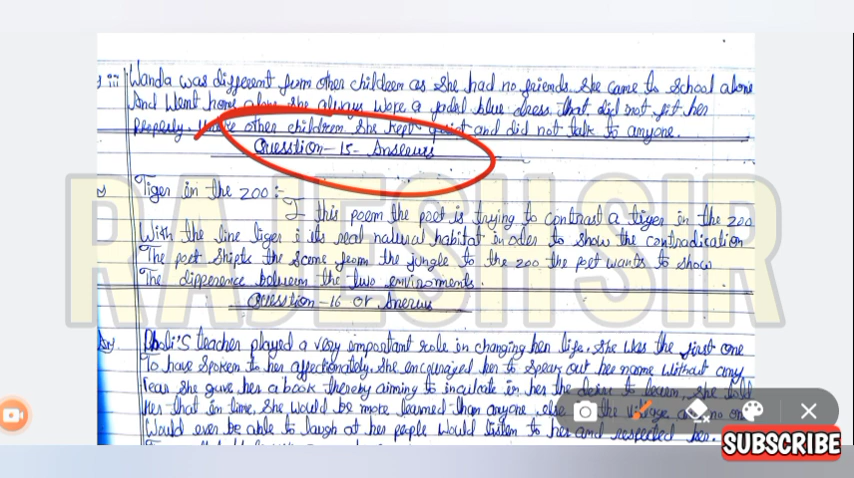 iii Wanda was different from other children as she had no friends. She came to School alone
And Went home alone She always wore a faded blue dress that did not fit her
properly. other children She kept quiet and did not talk to anyone.
Question - 15 - Answer
Tiger in the zoo :-
I this poem the poet is trying to contrast a tiger in the zoo
With the line tiger i its real natural habitat in oder to show the contradication
The poet Shifts the Scene from the jungle to the zoo the poet wants to show
The difference between the two enviroments.
Question - 16 or Answer
Bholi'S teacher played a very important role in changing her life. She was the first one
To have Spoken to her affectionately. She encouraged her to Speak out her name without any
fear She gave her a book thereby aiming to inculcate in her the desire to learn. She told
Her that in time, She would be more learned than anyone else the village and no one
Would ever be able to laugh at her people would listen to her and respected her.
RAJESH SIR
SUBSCRIBE